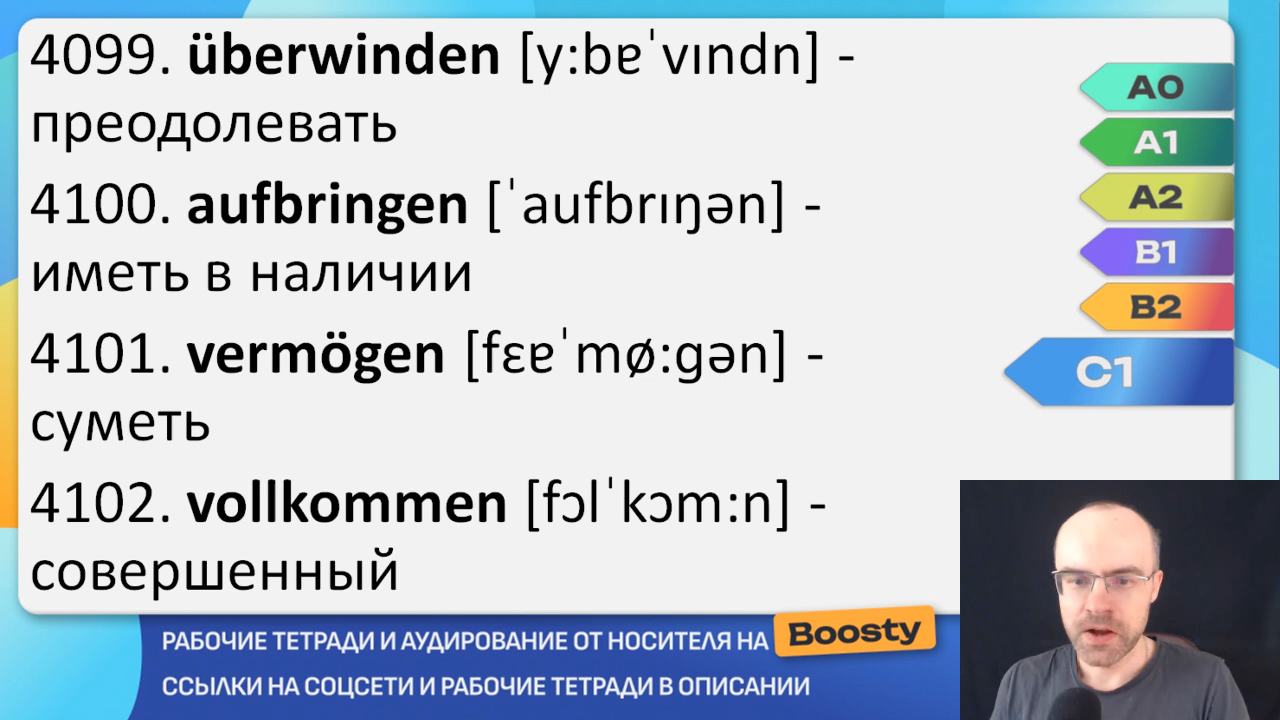 4099. überwinden [y:bɐˈvɪndn] -
преодолевать
4100. aufbringen [ˈaufbrɪŋən] -
иметь в наличии
4101. vermögen [fɛɐˈmø:gən] -
суметь
4102. vollkommen [fɔlˈkɔm:n] -
совершенный
A0
A1
A2
B1
B2
C1
РАБОЧИЕ ТЕТРАДИ И АУДИРОВАНИЕ ОТ НОСИТЕЛЯ НА Boosty
ССЫЛКИ НА СОЦСЕТИ И РАБОЧИЕ ТЕТРАДИ В ОПИСАНИИ